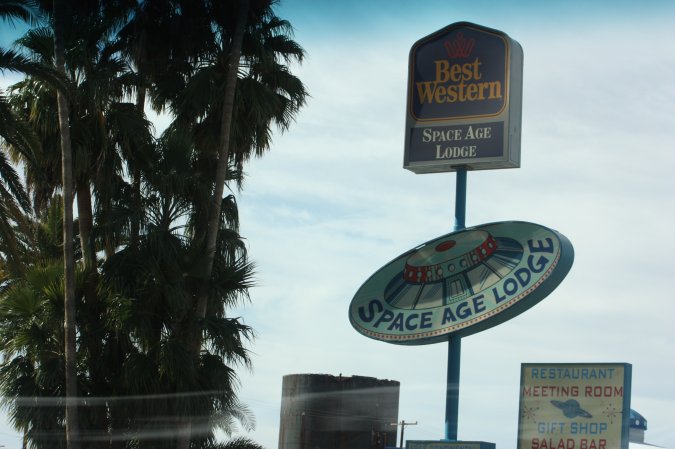 Best
Western
SPACE AGE
LODGE
SPACE AGE LODGE
RESTAURANT
MEETING ROOM
GIFT SHOP
SALAD BAR